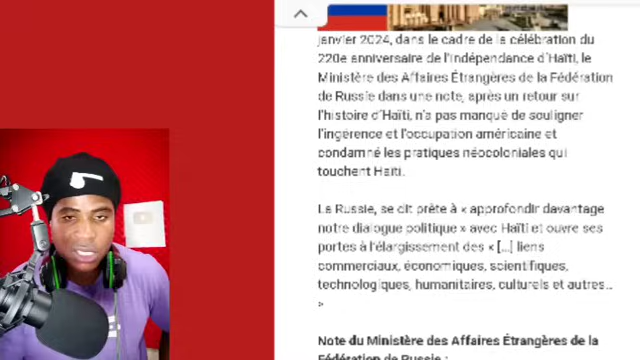 janvier 2024, dans le cadre de la célébration du
220e anniversaire de l'indépendance d'Haïti, le
Ministère des Affaires Étrangères de la Fédération
de Russie dans une note, après un retour sur
l'histoire d'Haïti, n'a pas manqué de souligner
l'ingérence et l'occupation américaine et
condamné les pratiques néocoloniales qui
touchent Haïti.
La Russie, se dit prête à « approfondir davantage
notre dialogue politique » avec Haïti et ouvre ses
portes à l'élargissement des « [...] liens
commerciaux, économiques, scientifiques,
technologiques, humanitaires, culturels et autres...
»
Note du Ministère des Affaires Étrangères de la
Fédération de Russie :